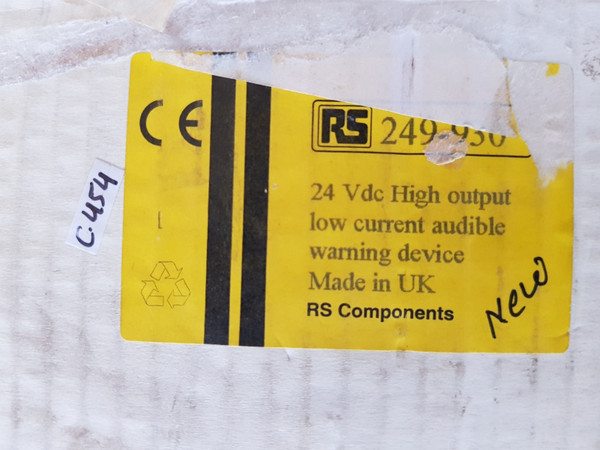 CE
RS 249-930
C.454
24 Vdc High output
low current audible
warning device
Made in UK
RS Components
New